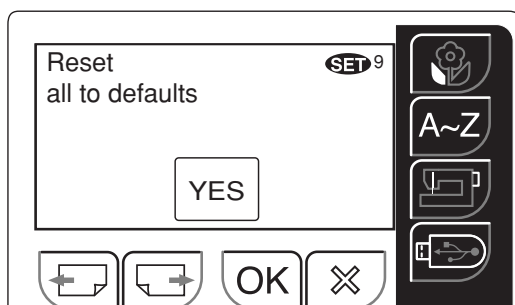 Reset
SET 9
all to defaults
A~Z
YES
OK